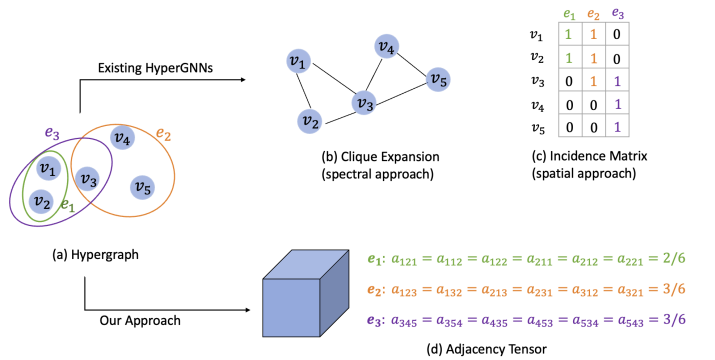 Existing HyperGNNs
e₃
e₂
v₄
v₁
v₃
v₂
v₅
e₁
(a) Hypergraph
v₁
v₄
v₅
v₃
v₂
(b) Clique Expansion
(spectral approach)
e₁ e₂ e₃
v₁ 1 1 0
v₂ 1 1 0
v₃ 0 1 1
v₄ 0 0 1
v₅ 0 0 1
(c) Incidence Matrix
(spatial approach)
Our Approach
e₁: a₁₂₁ = a₁₁₂ = a₁₂₂ = a₂₁₁ = a₂₁₂ = a₂₂₁ = 2/6
e₂: a₁₂₃ = a₁₃₂ = a₂₁₃ = a₂₃₁ = a₃₁₂ = a₃₂₁ = 3/6
e₃: a₃₄₅ = a₃₅₄ = a₄₃₅ = a₄₅₃ = a₅₃₄ = a₅₄₃ = 3/6
(d) Adjacency Tensor